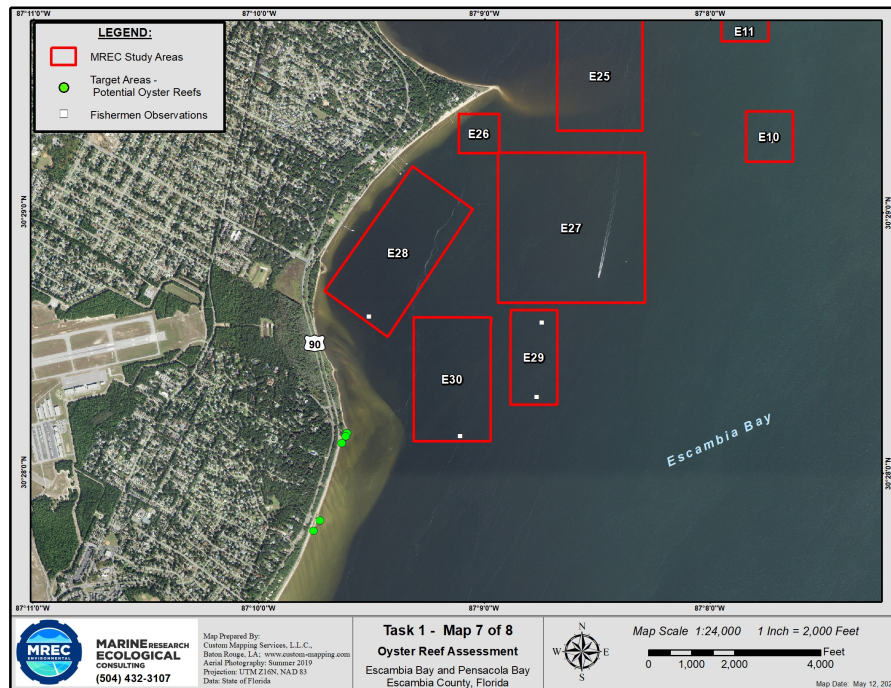 87°11'0"W
87°10'0"W
87°9'0"W
87°8'0"W
LEGEND:
MREC Study Areas
Target Areas -
Potential Oyster Reefs
Fishermen Observations
E11
E25
E26
E10
30°29'0"N
30°29'0"N
E27
E28
90
E29
E30
Escambia Bay
30°28'0"N
30°28'0"N
87°11'0"W
87°10'0"W
87°9'0"W
87°8'0"W
MREC
ENVIRONMENTAL
MARINE RESEARCH
ECOLOGICAL
CONSULTING
(504) 432-3107
Map Prepared By:
Custom Mapping Services, L.L.C.,
Baton Rouge, LA; www.custom-mapping.com
Aerial Photography: Summer 2019
Projection: UTM Z16N, NAD 83
Data: State of Florida
Task 1 - Map 7 of 8
Oyster Reef Assessment
Escambia Bay and Pensacola Bay
Escambia County, Florida
N
W E
S
Map Scale 1:24,000 1 Inch = 2,000 Feet
Feet
0 1,000 2,000 4,000
Map Date: May 12,